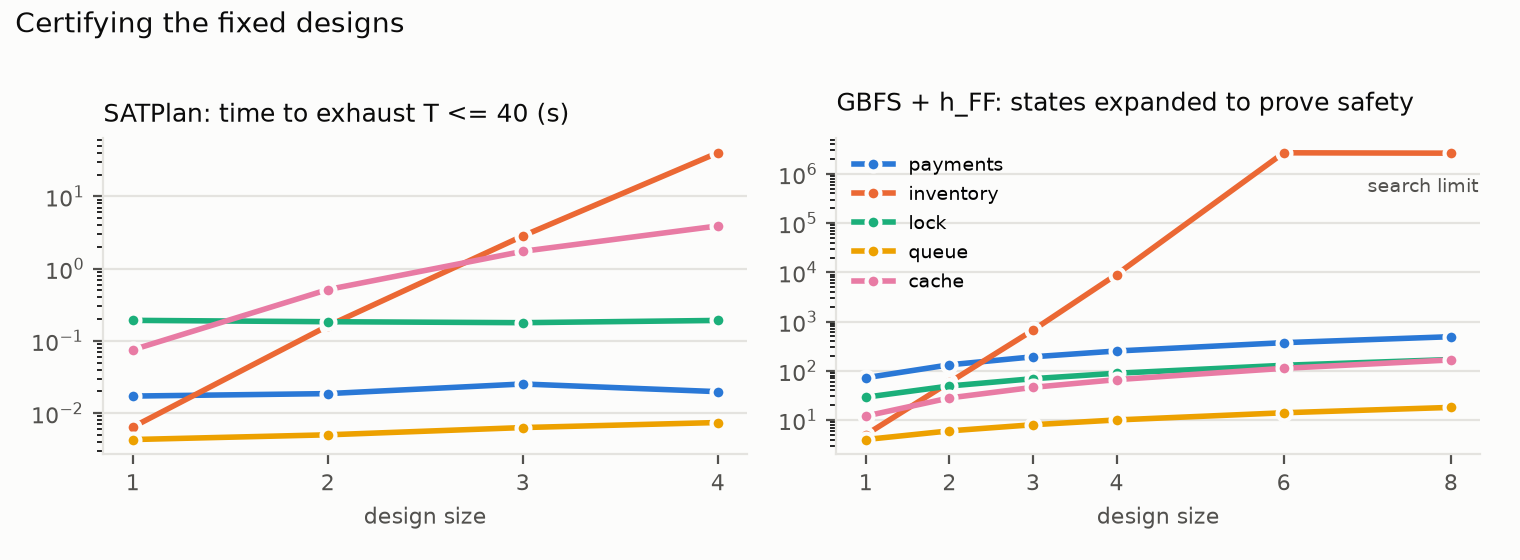 Certifying the fixed designs
SATPlan: time to exhaust T <= 40 (s)
10^1
10^0
10^−1
10^−2
1 2 3 4
design size
GBFS + h_FF: states expanded to prove safety
10^6
10^5
10^4
10^3
10^2
10^1
payments
inventory
lock
queue
cache
search limit
1 2 3 4 6 8
design size